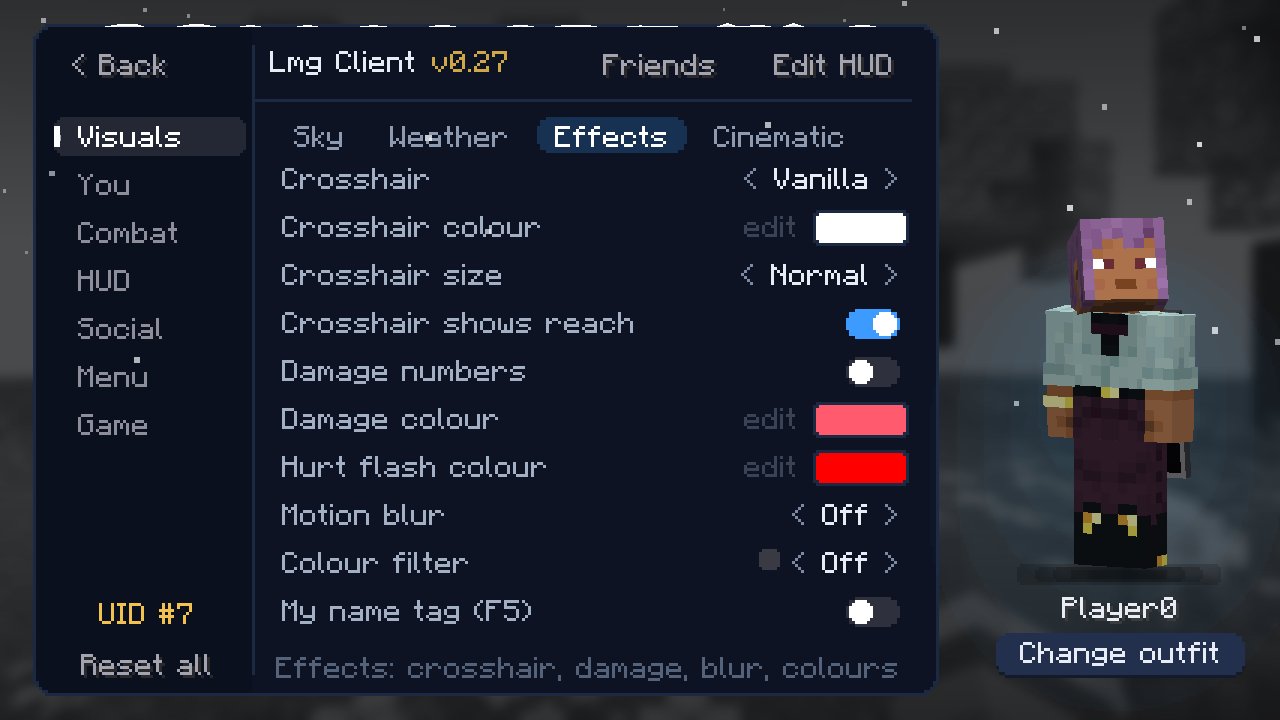 < Back
Lmg Client v0.27
Friends
Edit HUD
Visuals
You
Combat
HUD
Social
Menu
Game
UID #7
Reset all
Sky
Weather
Effects
Cinematic
Crosshair < Vanilla >
Crosshair colour edit
Crosshair size < Normal >
Crosshair shows reach
Damage numbers
Damage colour edit
Hurt flash colour edit
Motion blur < Off >
Colour filter < Off >
My name tag (F5)
Effects: crosshair, damage, blur, colours
Player0
Change outfit